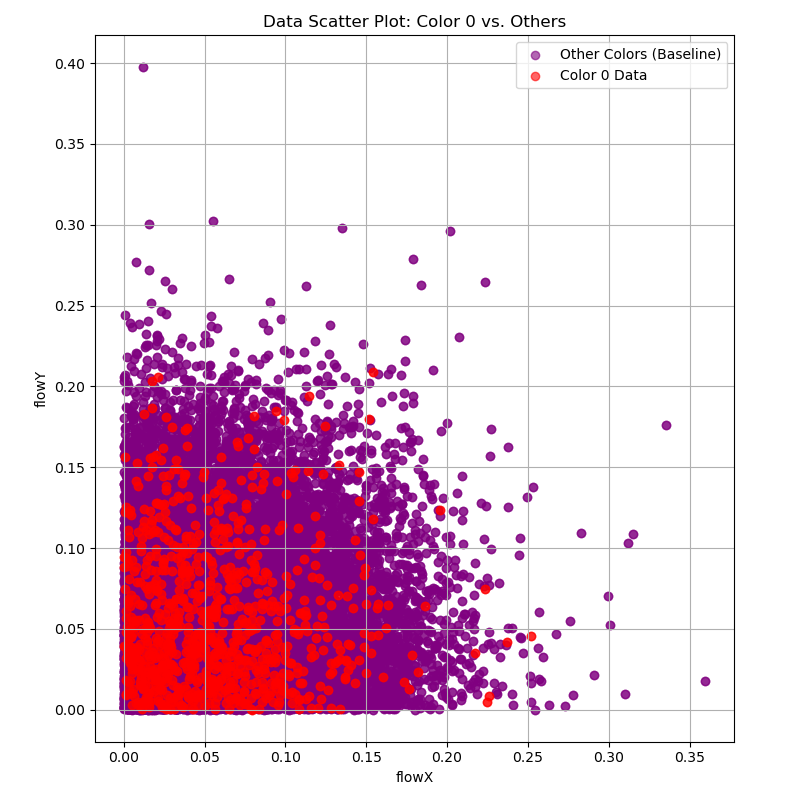 Data Scatter Plot: Color 0 vs. Others
Other Colors (Baseline)
Color 0 Data
flowY
0.40
0.35
0.30
0.25
0.20
0.15
0.10
0.05
0.00
0.00 0.05 0.10 0.15 0.20 0.25 0.30 0.35
flowX